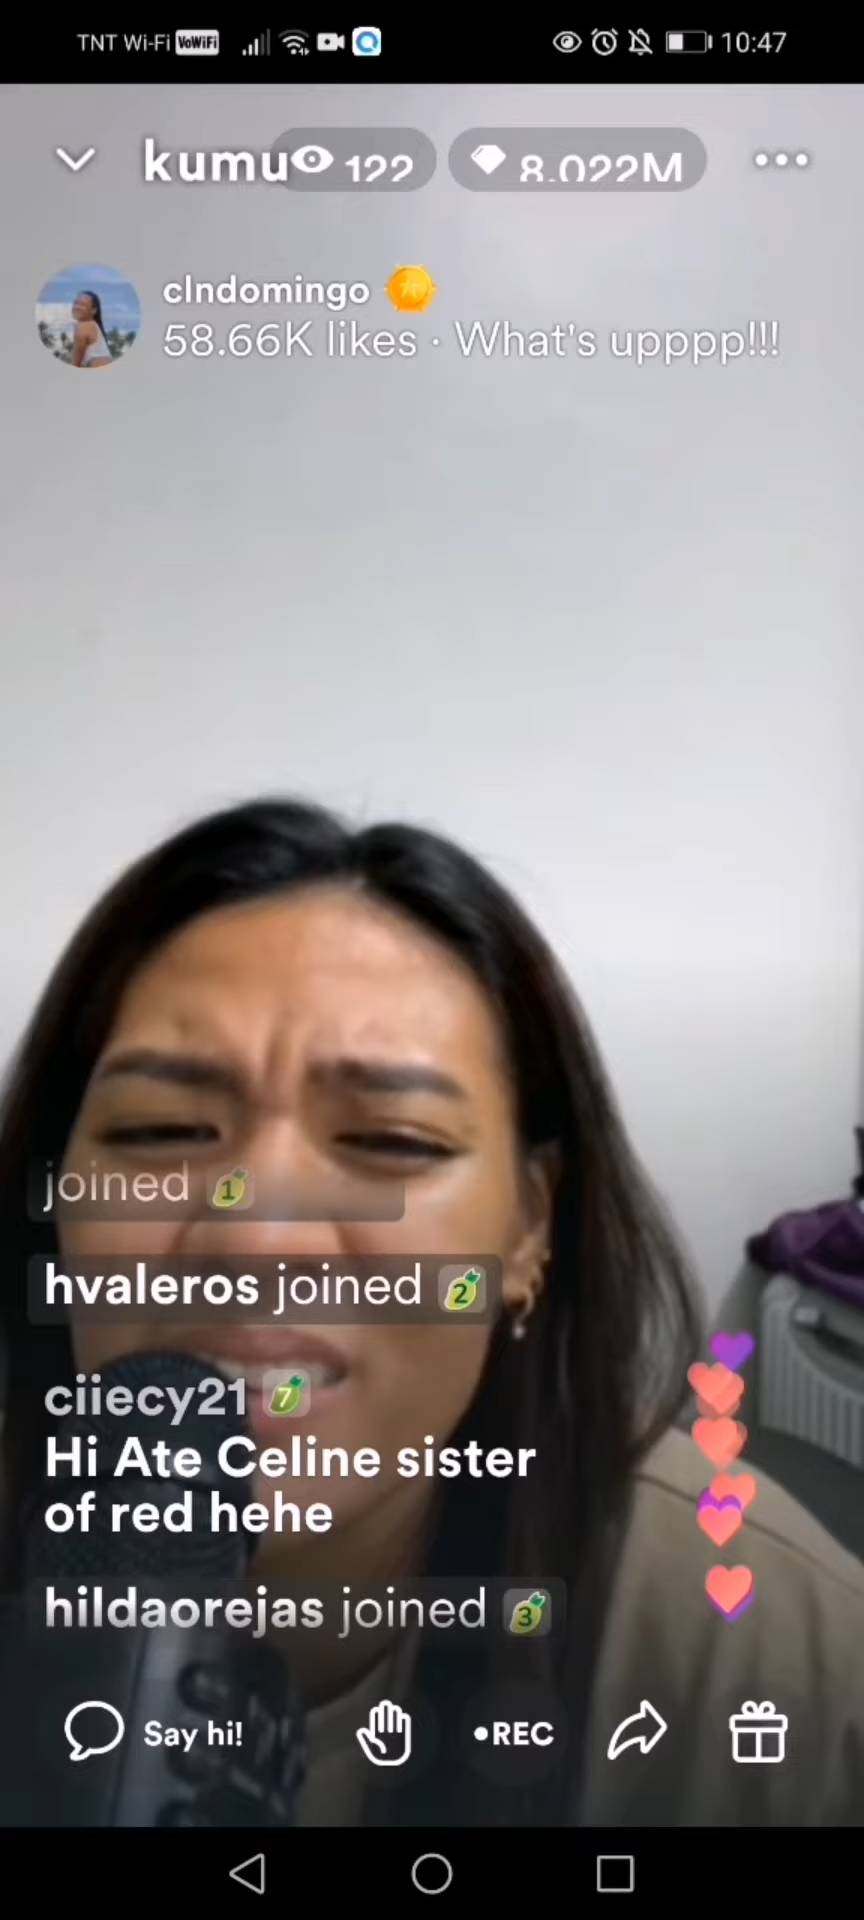 TNT Wi-Fi VoWiFi 10:47
kumu 122 8.022M
clndomingo
58.66K likes · What's upppp!!!
joined 1
hvaleros joined 2
ciiecy21 7
Hi Ate Celine sister
of red hehe
hildaorejas joined 3
Say hi! •REC